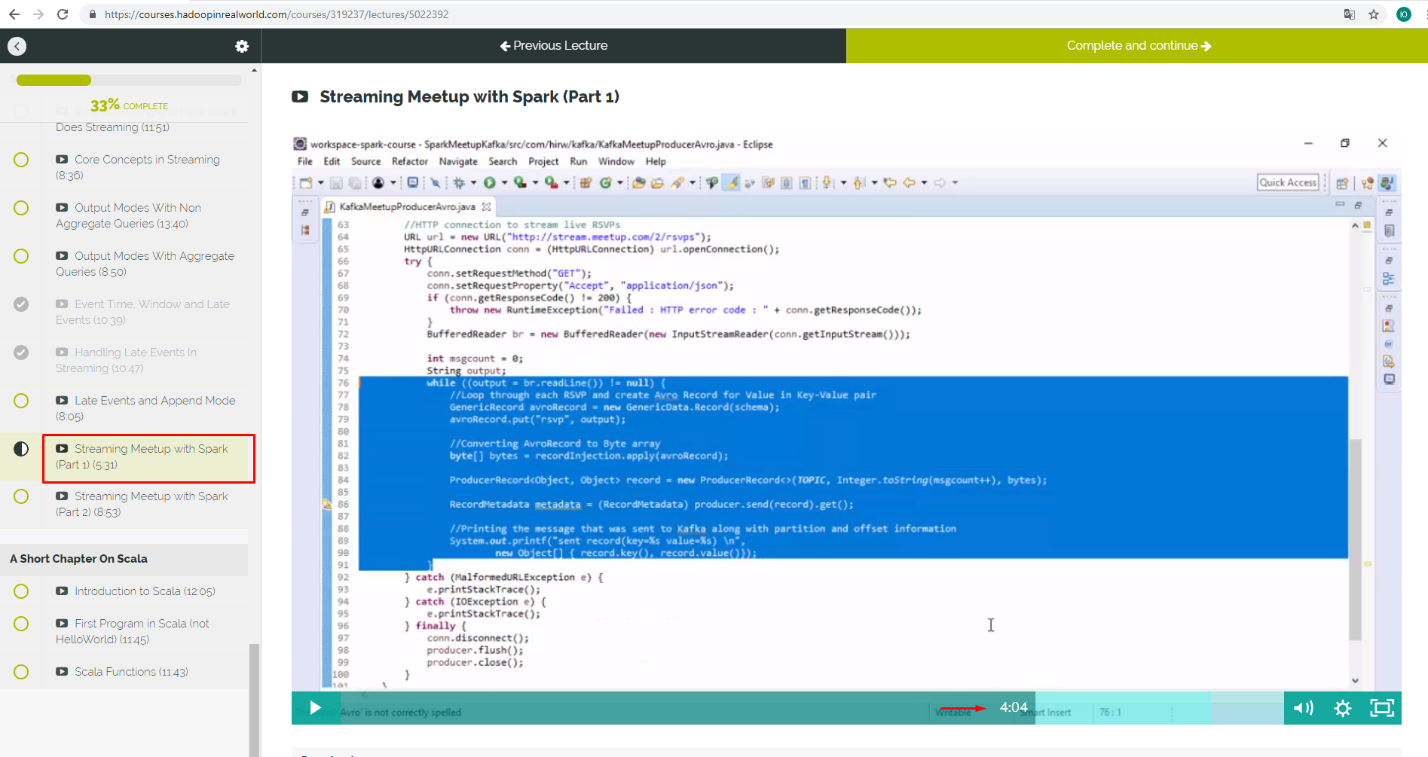 https://courses.hadoopinrealworld.com/courses/319237/lectures/5022392
Previous Lecture
Complete and continue
33% COMPLETE
Does Streaming (11:51)
Core Concepts in Streaming
(8:36)
Output Modes With Non
Aggregate Queries (13:40)
Output Modes With Aggregate
Queries (8:50)
Event Time, Window and Late
Events (10:39)
Handling Late Events In
Streaming (10:47)
Late Events and Append Mode
(8:05)
Streaming Meetup with Spark
(Part 1) (5:31)
Streaming Meetup with Spark
(Part 2) (8:53)
A Short Chapter On Scala
Introduction to Scala (12:05)
First Program in Scala (not
HelloWorld) (11:45)
Scala Functions (11:43)
Streaming Meetup with Spark (Part 1)
workspace-spark-course - SparkMeetupKafka/src/com/hirw/kafka/KafkaMeetupProducerAvro.java - Eclipse
File Edit Source Refactor Navigate Search Project Run Window Help
Quick Access
KafkaMeetupProducerAvro.java
63 //HTTP connection to stream live RSVPs
64 URL url = new URL("http://stream.meetup.com/2/rsvps");
65 HttpURLConnection conn = (HttpURLConnection) url.openConnection();
66 try {
67 conn.setRequestMethod("GET");
68 conn.setRequestProperty("Accept", "application/json");
69 if (conn.getResponseCode() != 200) {
70 throw new RuntimeException("Failed : HTTP error code : " + conn.getResponseCode());
71 }
72 BufferedReader br = new BufferedReader(new InputStreamReader(conn.getInputStream()));
73
74 int msgcount = 0;
75 String output;
76 while ((output = br.readLine()) != null) {
77 //Loop through each RSVP and create Avro Record for Value in Key-Value pair
78 GenericRecord avroRecord = new GenericData.Record(schema);
79 avroRecord.put("rsvp", output);
80
81 //Converting AvroRecord to Byte array
82 byte[] bytes = recordInjection.apply(avroRecord);
83
84 ProducerRecord<Object, Object> record = new ProducerRecord<>(TOPIC, Integer.toString(msgcount++), bytes);
85
86 RecordMetadata metadata = (RecordMetadata) producer.send(record).get();
87
88 //Printing the message that was sent to Kafka along with partition and offset information
89 System.out.printf("sent record(key=%s value=%s) \n",
90 new Object[] { record.key(), record.value()});
91 }
92 } catch (MalformedURLException e) {
93 e.printStackTrace();
94 } catch (IOException e) {
95 e.printStackTrace();
96 } finally {
97 conn.disconnect();
98 producer.flush();
99 producer.close();
100 }
101 }
'Avro' is not correctly spelled
Writable
4:04
Smart Insert
76 : 1